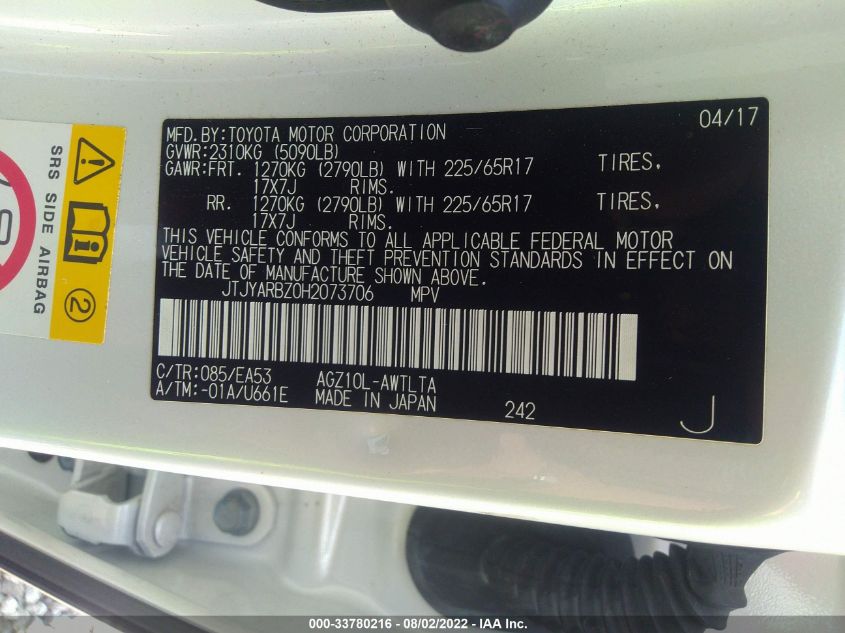 04/17
MFD.BY:TOYOTA MOTOR CORPORATION
GVWR:2310KG (5090LB)
GAWR:FRT. 1270KG (2790LB) WITH 225/65R17 TIRES,
17X7J RIMS.
RR. 1270KG (2790LB) WITH 225/65R17 TIRES,
17X7J RIMS.
THIS VEHICLE CONFORMS TO ALL APPLICABLE FEDERAL MOTOR
VEHICLE SAFETY AND THEFT PREVENTION STANDARDS IN EFFECT ON
THE DATE OF MANUFACTURE SHOWN ABOVE.
JTJYARBZ0H2073706 MPV
C/TR:085/EA53 AGZ10L-AWTLTA
A/TM:-01A/U661E MADE IN JAPAN 242 J
SRS SIDE AIRBAG
2
000-33780216 - 08/02/2022 - IAA Inc.